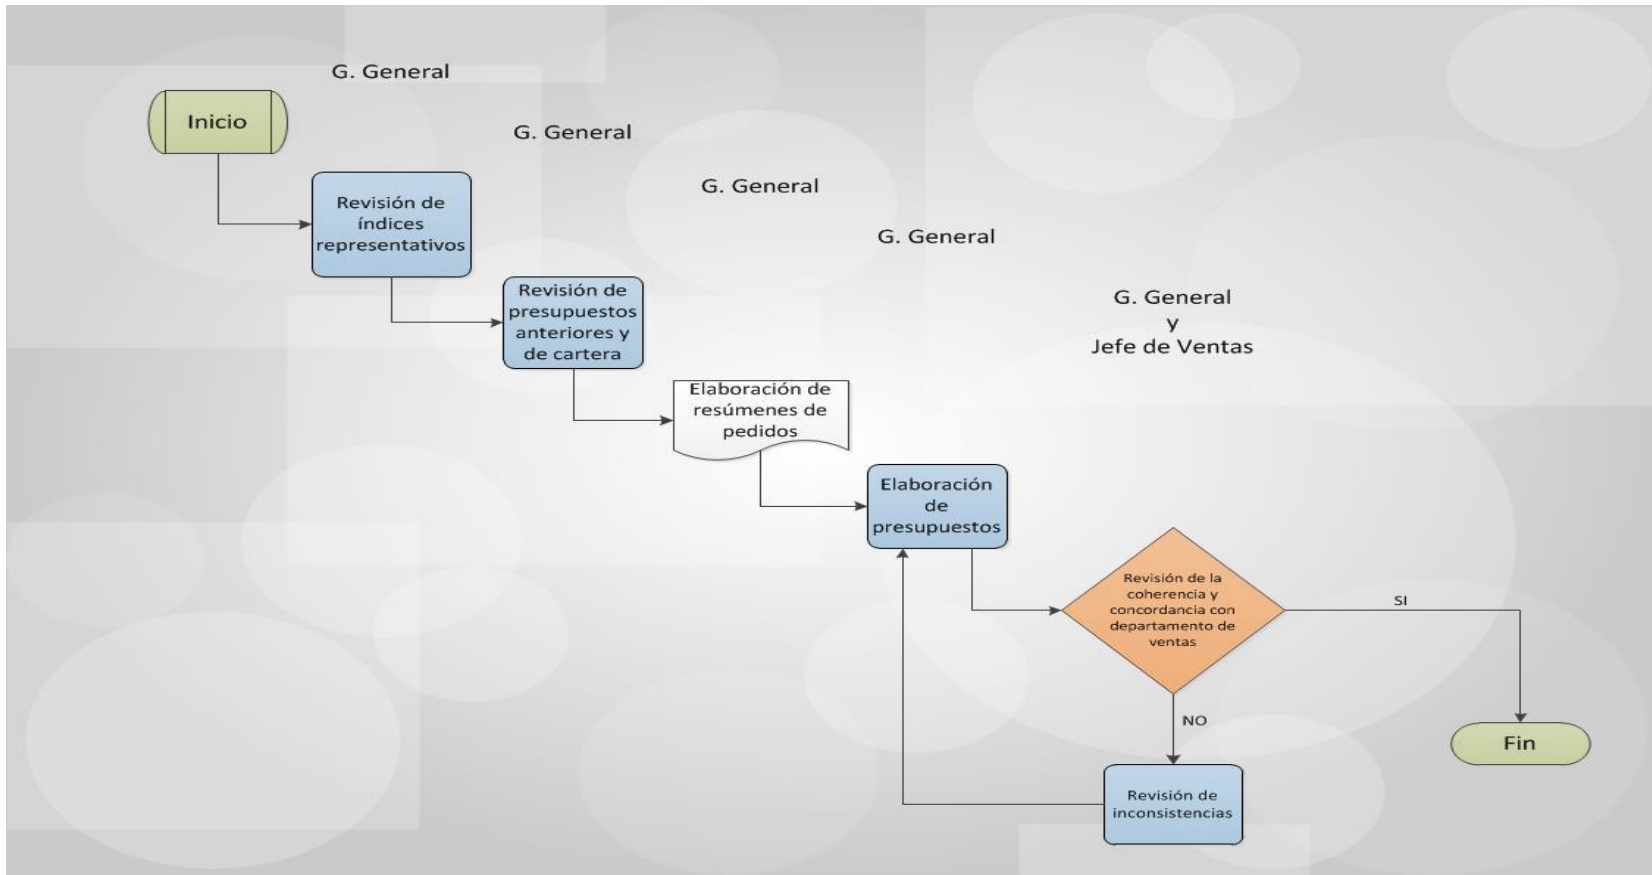 G. General
Inicio
G. General
Revisión de
índices
representativos
G. General
G. General
Revisión de
presupuestos
anteriores y
de cartera
G. General
y
Jefe de Ventas
Elaboración de
resúmenes de
pedidos
Elaboración
de
presupuestos
Revisión de la
coherencia y
concordancia con
departamento de
ventas
SI
NO
Fin
Revisión de
inconsistencias